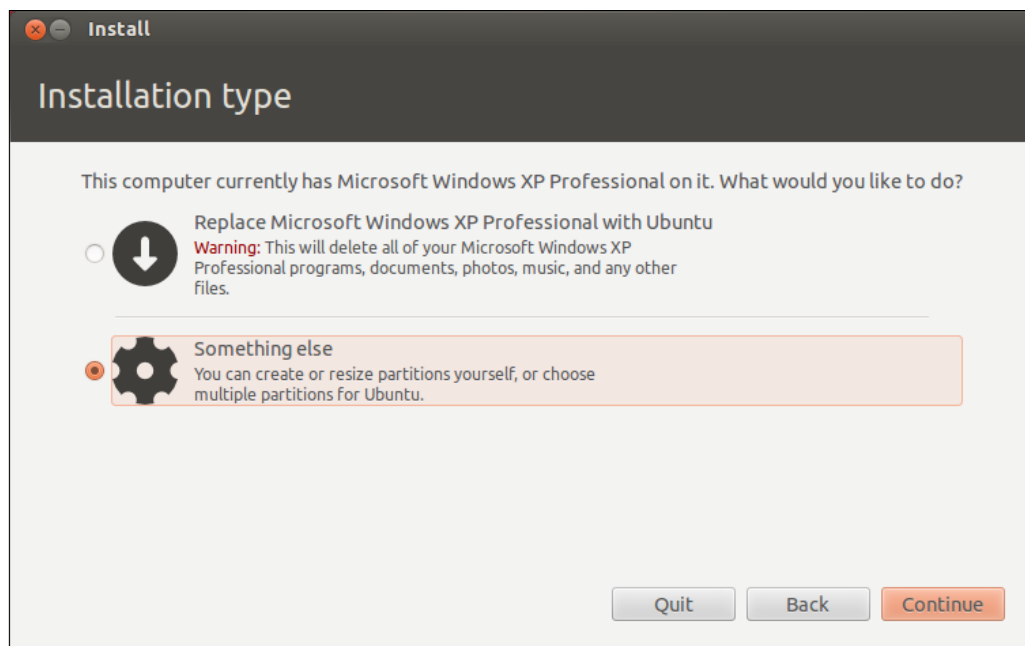 Install
Installation type
This computer currently has Microsoft Windows XP Professional on it. What would you like to do?
Replace Microsoft Windows XP Professional with Ubuntu
Warning: This will delete all of your Microsoft Windows XP
Professional programs, documents, photos, music, and any other
files.
Something else
You can create or resize partitions yourself, or choose
multiple partitions for Ubuntu.
Quit Back Continue